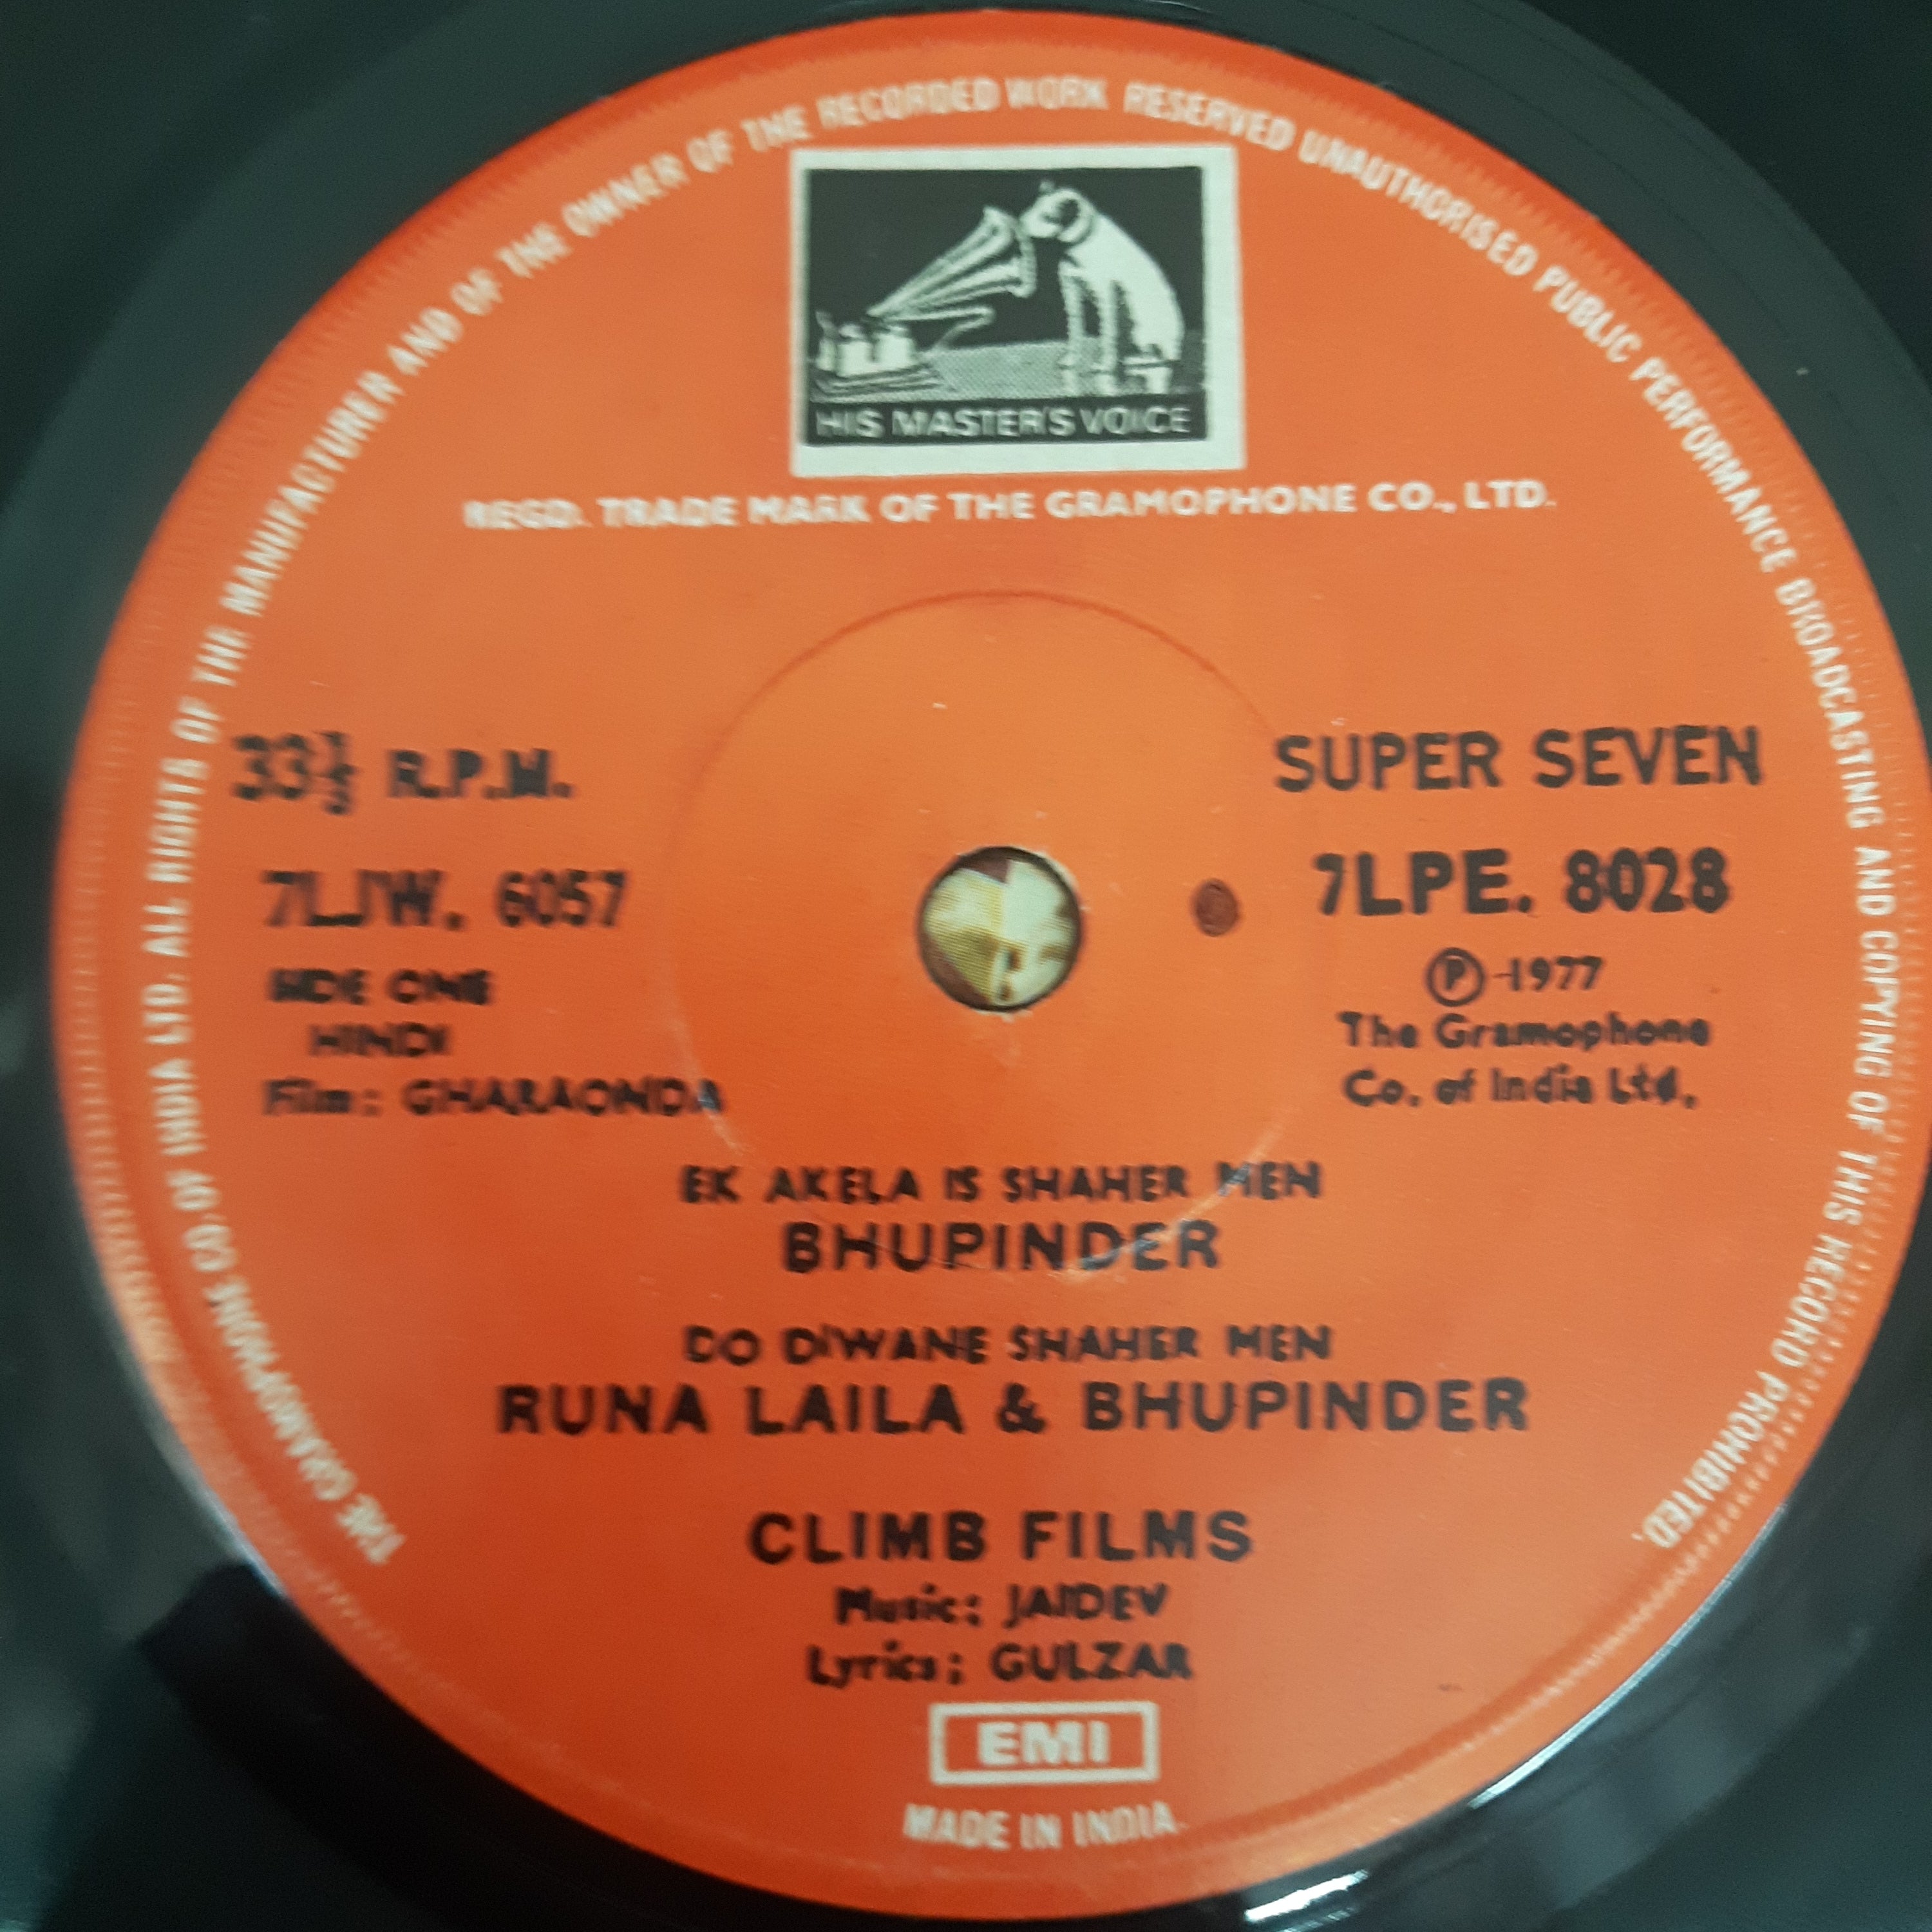 THE GRAMOPHONE CO. OF INDIA LTD. ALL RIGHTS OF THE MANUFACTURER AND OF THE OWNER OF THE RECORDED WORK RESERVED UNAUTHORISED PUBLIC PERFORMANCE BROADCASTING AND COPYING OF THIS RECORD PROHIBITED.
HIS MASTER'S VOICE
REGD. TRADE MARK OF THE GRAMOPHONE CO., LTD.
33⅓ R.P.M.
SUPER SEVEN
7LJW. 6057
7LPE. 8028
SIDE ONE
℗-1977
HINDI
The Gramophone
Film: GHARAONDA
Co. of India Ltd.
EK AKELA IS SHAHER MEN
BHUPINDER
DO DIWANE SHAHER MEN
RUNA LAILA & BHUPINDER
CLIMB FILMS
Music: JAIDEV
Lyrics: GULZAR
EMI
MADE IN INDIA